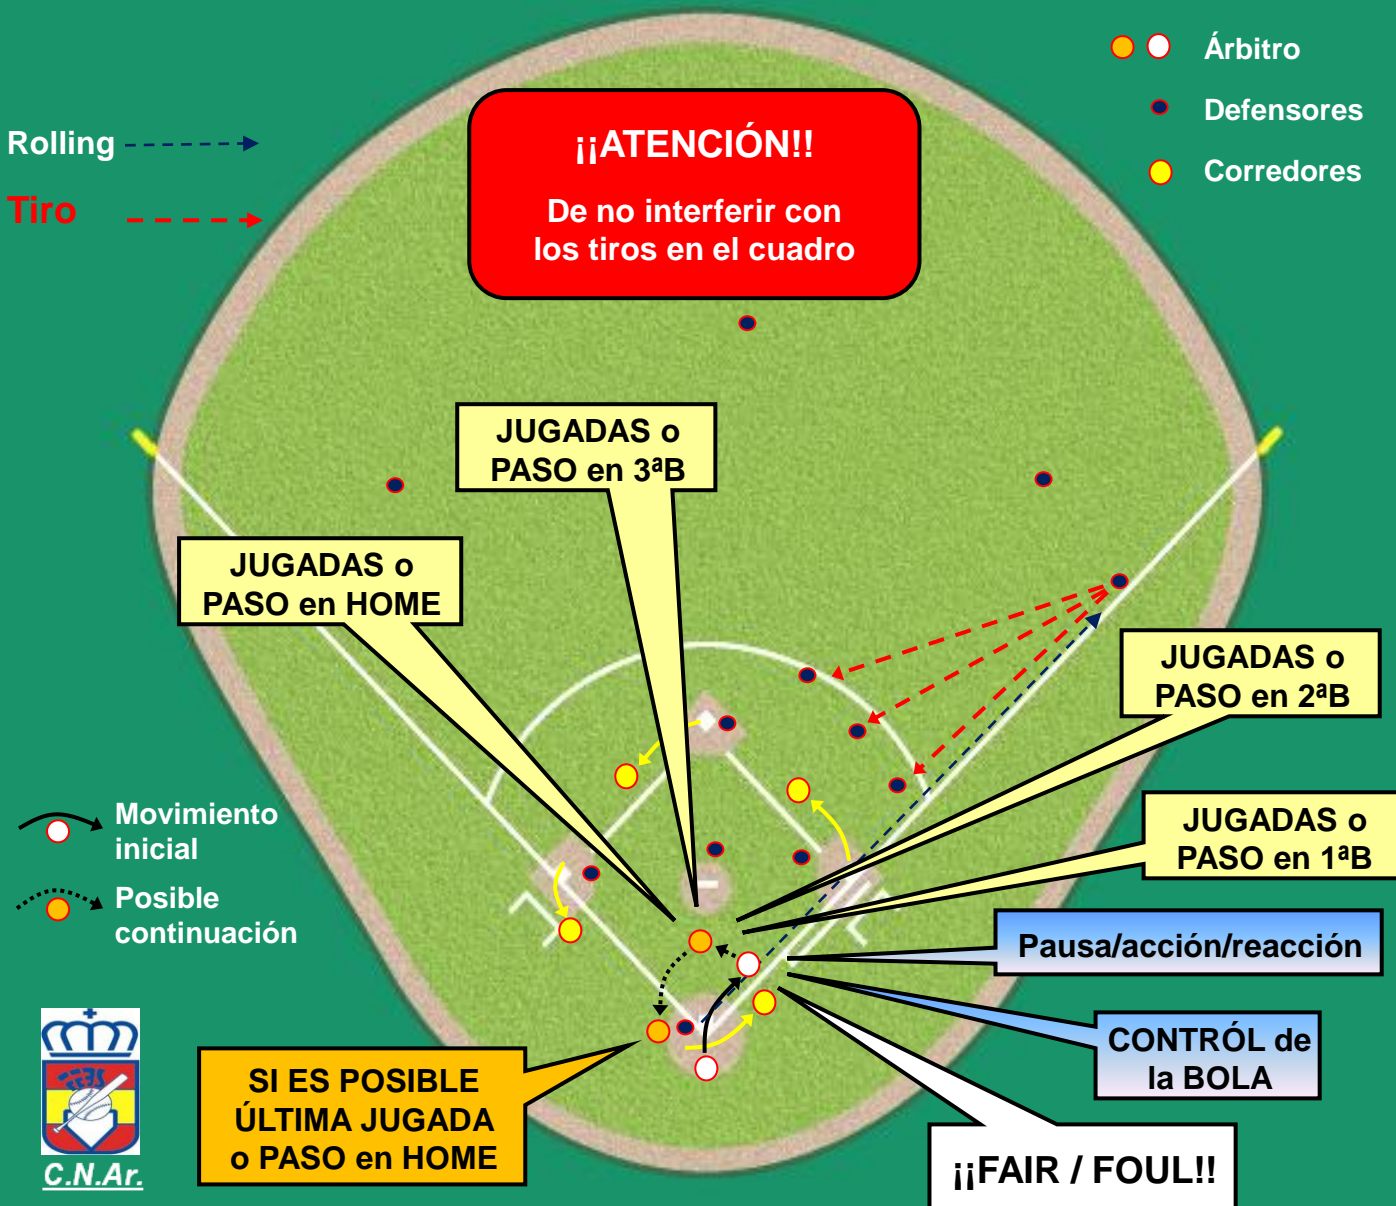 Árbitro
Defensores
Corredores
Rolling
Tiro
¡¡ATENCIÓN!!
De no interferir con
los tiros en el cuadro
JUGADAS o
PASO en 3ªB
JUGADAS o
PASO en HOME
JUGADAS o
PASO en 2ªB
JUGADAS o
PASO en 1ªB
Movimiento
inicial
Posible
continuación
Pausa/acción/reacción
CONTRÓL de
la BOLA
SI ES POSIBLE
ÚLTIMA JUGADA
o PASO en HOME
¡¡FAIR / FOUL!!
C.N.Ar.